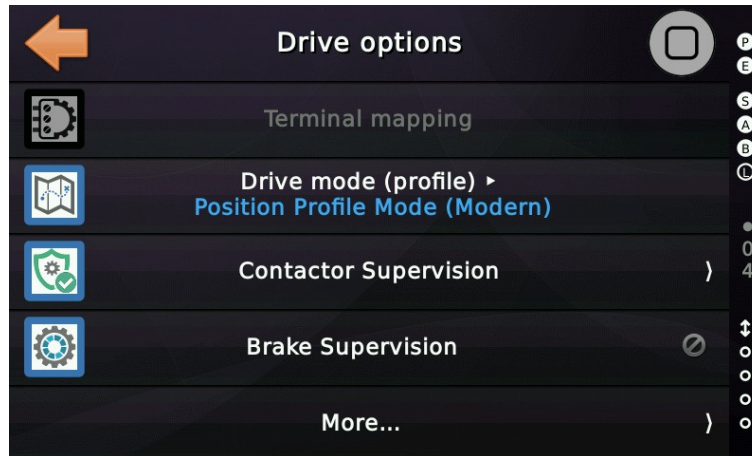 Drive options
Terminal mapping
Drive mode (profile) ▸
Position Profile Mode (Modern)
Contactor Supervision
Brake Supervision
More...
P
E
S
A
B
L
0
4